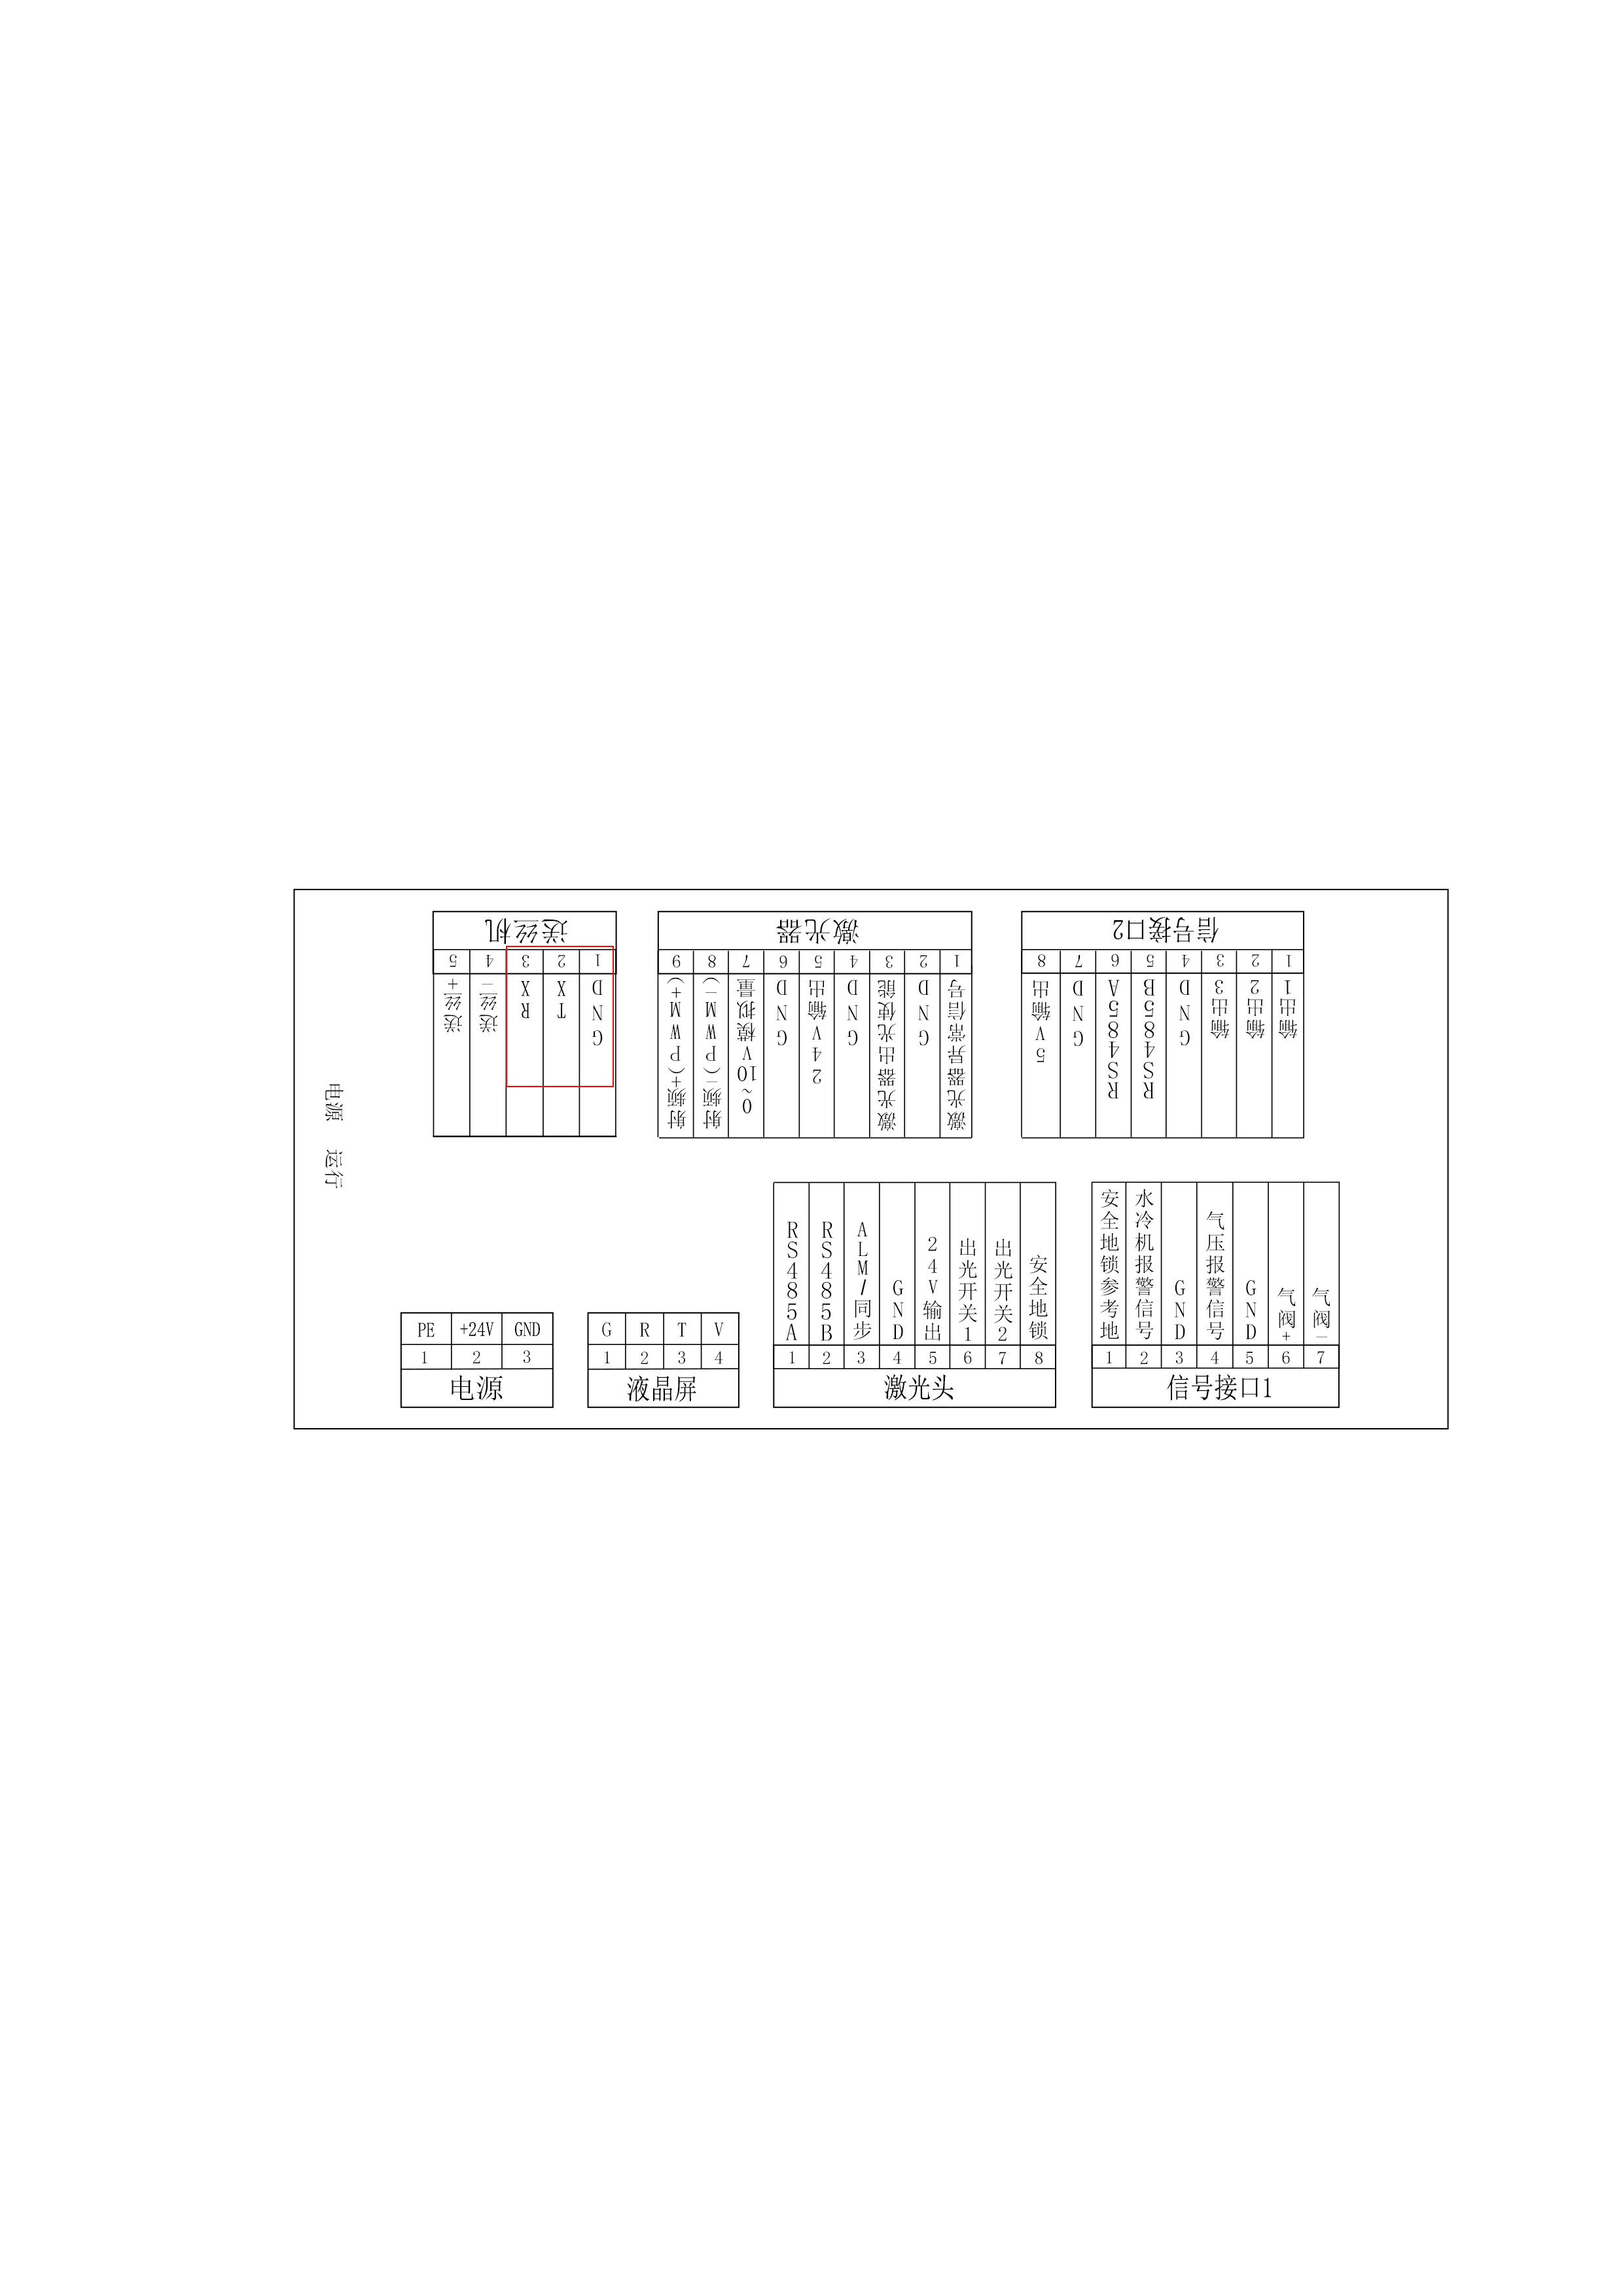 送丝机
1 2 3 4 5
GND
TX
RX
送丝-
送丝+
激光器
1 2 3 4 5 6 7 8 9
激光器异常信号
GND
激光器出光使能
GND
24V输出
GND
0~10V模拟量
射频-(PWM-)
射频+(PWM+)
信号接口2
1 2 3 4 5 6 7 8
输出1
输出2
输出3
GND
RS485B
RS485A
GND
5V输出
电源 运行
PE +24V GND
1 2 3
电源
G R T V
1 2 3 4
液晶屏
RS485A
RS485B
ALM/同步
GND
24V输出
出光开关1
出光开关2
安全地锁
1 2 3 4 5 6 7 8
激光头
安全地锁参考地
水冷机报警信号
GND
气压报警信号
GND
气阀+
气阀-
1 2 3 4 5 6 7
信号接口1